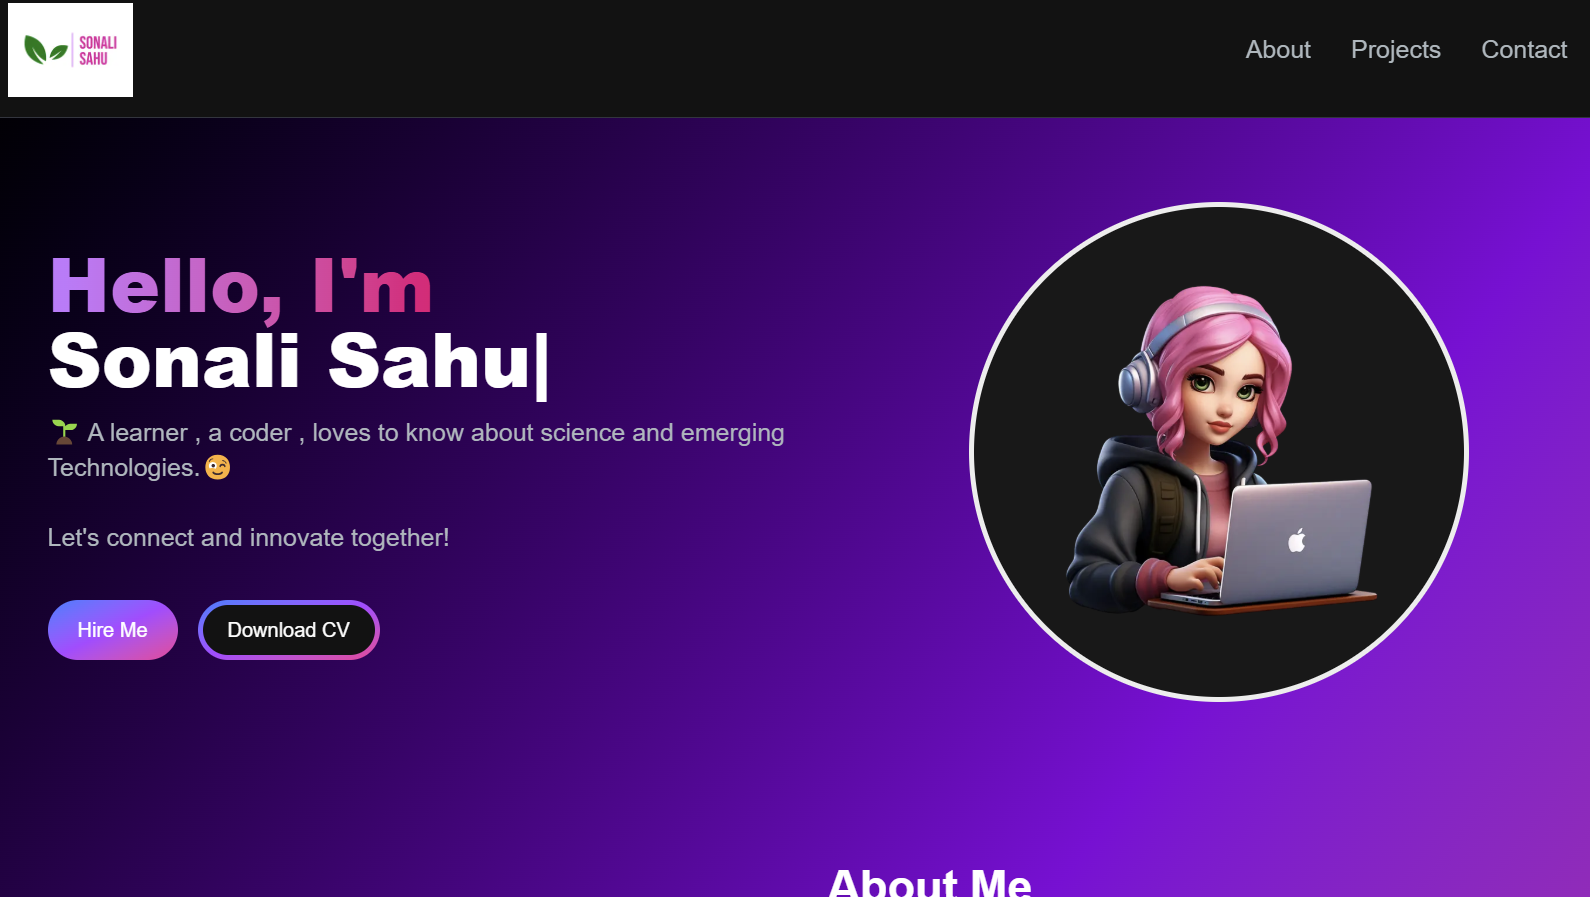 SONALI
SAHU
About Projects Contact
Hello, I'm
Sonali Sahu|
🌱 A learner , a coder , loves to know about science and emerging
Technologies.😉
Let's connect and innovate together!
Hire Me Download CV
About Me